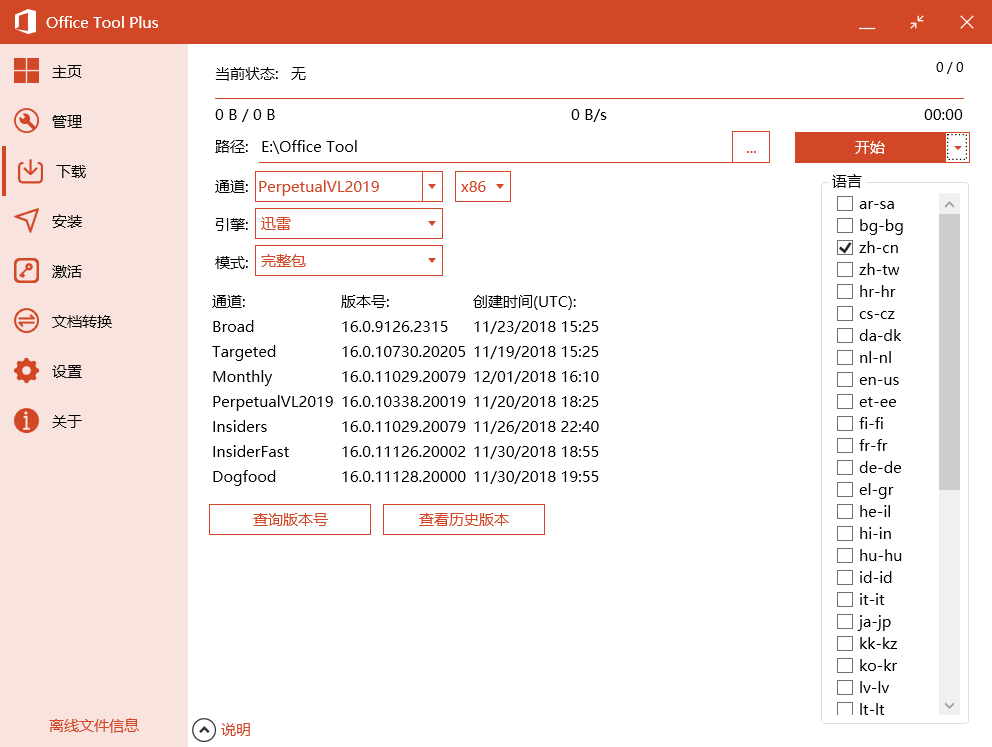 Office Tool Plus
主页
管理
下载
安装
激活
文档转换
设置
关于
离线文件信息
当前状态: 无
0 / 0
0 B / 0 B 0 B/s 00:00
路径: E:\Office Tool ... 开始
通道: PerpetualVL2019 x86
引擎: 迅雷
模式: 完整包
通道: 版本号: 创建时间(UTC):
Broad 16.0.9126.2315 11/23/2018 15:25
Targeted 16.0.10730.20205 11/19/2018 15:25
Monthly 16.0.11029.20079 12/01/2018 16:10
PerpetualVL2019 16.0.10338.20019 11/20/2018 18:25
Insiders 16.0.11029.20079 11/26/2018 22:40
InsiderFast 16.0.11126.20002 11/30/2018 18:55
Dogfood 16.0.11128.20000 11/30/2018 19:55
查询版本号 查看历史版本
说明
语言
ar-sa
bg-bg
zh-cn
zh-tw
hr-hr
cs-cz
da-dk
nl-nl
en-us
et-ee
fi-fi
fr-fr
de-de
el-gr
he-il
hi-in
hu-hu
id-id
it-it
ja-jp
kk-kz
ko-kr
lv-lv
lt-lt